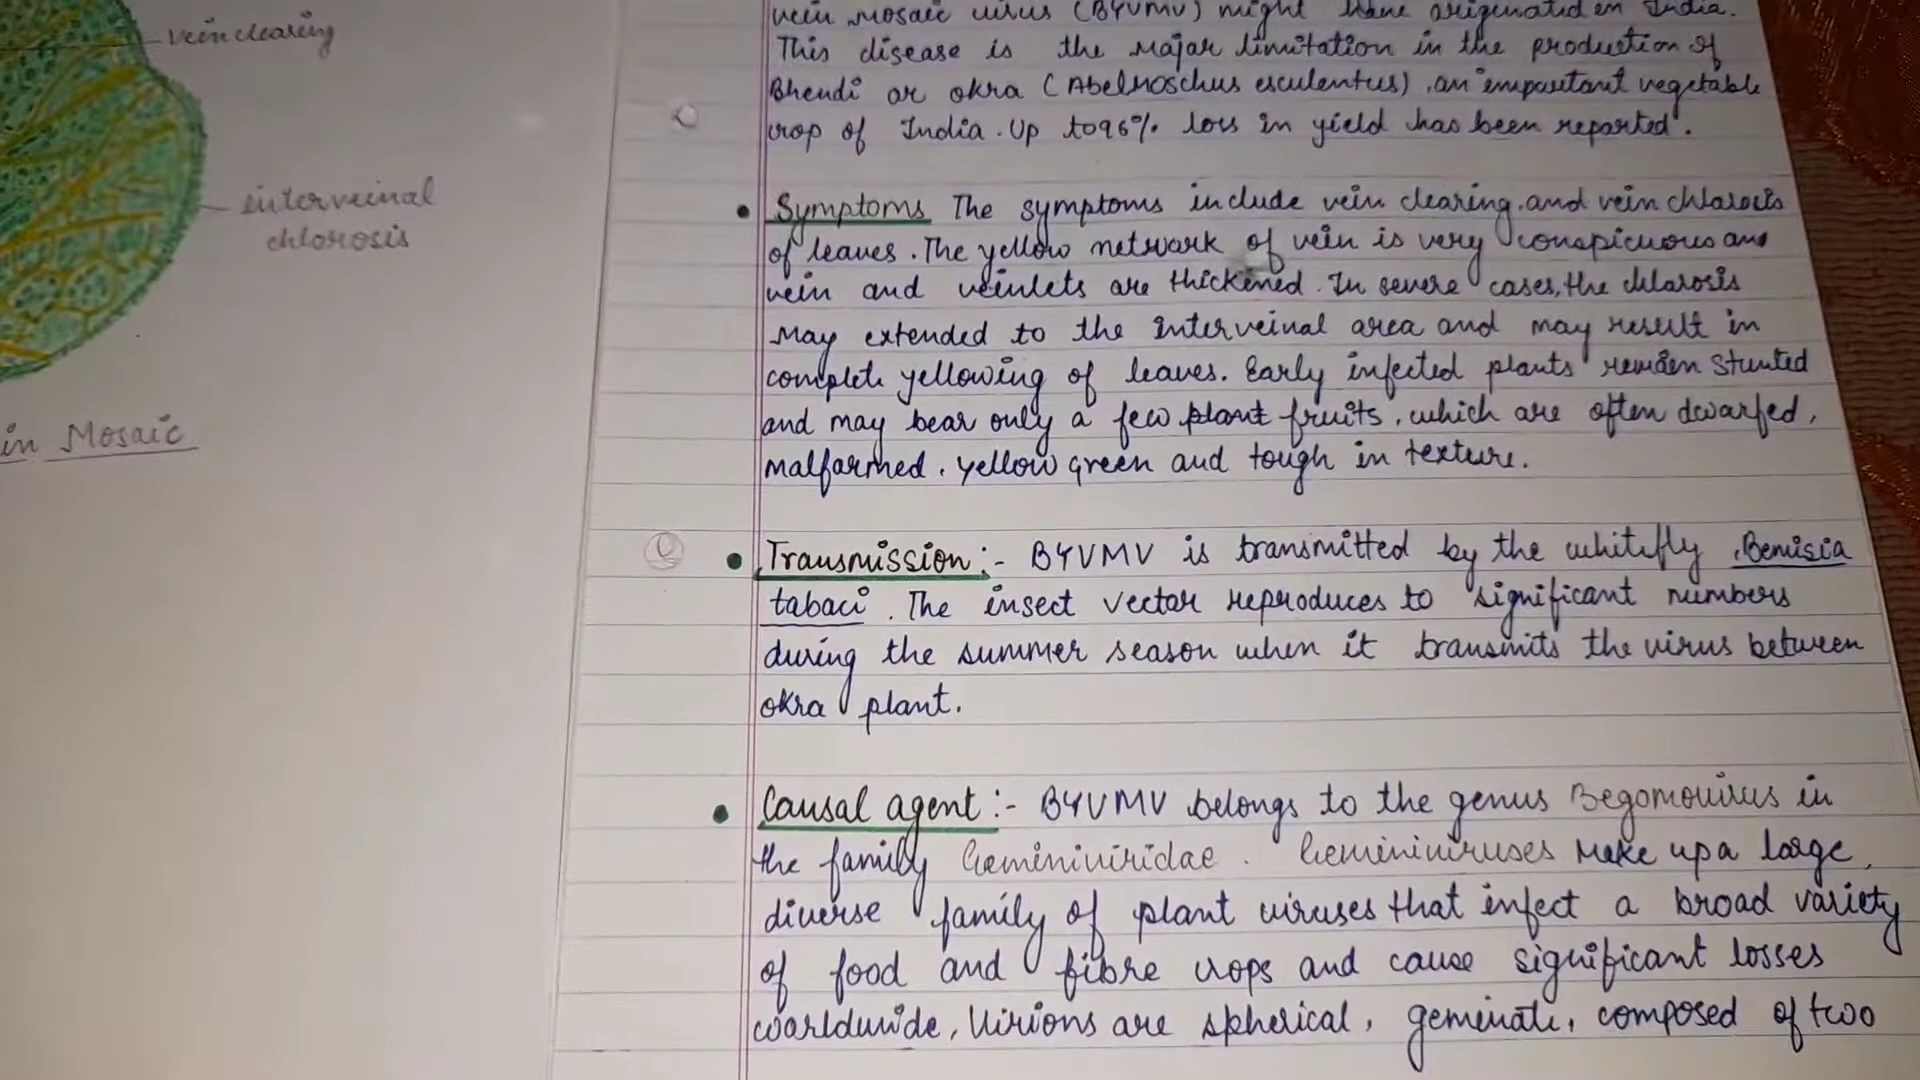 vein clearing
interveinal
chlorosis
in Mosaic
vein mosaic virus (BYVMV) might have originated in India.
This disease is the major limitation in the production of
Bhendi or okra (Abelmoschus esculentus), an important vegetable
crop of India. Up to 96% loss in yield has been reported.
• Symptoms The symptoms include vein clearing and vein chlorosis
of leaves. The yellow network of vein is very conspicuous and
vein and veinlets are thickened. In severe cases, the chlorosis
may extended to the interveinal area and may result in
complete yellowing of leaves. Early infected plants remain stunted
and may bear only a few plant fruits, which are often dwarfed,
malformed, yellow green and tough in texture.
• Transmission :- BYVMV is transmitted by the whitefly, Bemisia
tabaci. The insect vector reproduces to significant numbers
during the summer season when it transmits the virus between
okra plant.
• Causal agent :- BYVMV belongs to the genus Begomovirus in
the family Geminiviridae. Geminiviruses make up a large,
diverse family of plant viruses that infect a broad variety
of food and fibre crops and cause significant losses
worldwide, Virions are spherical, geminate, composed of two